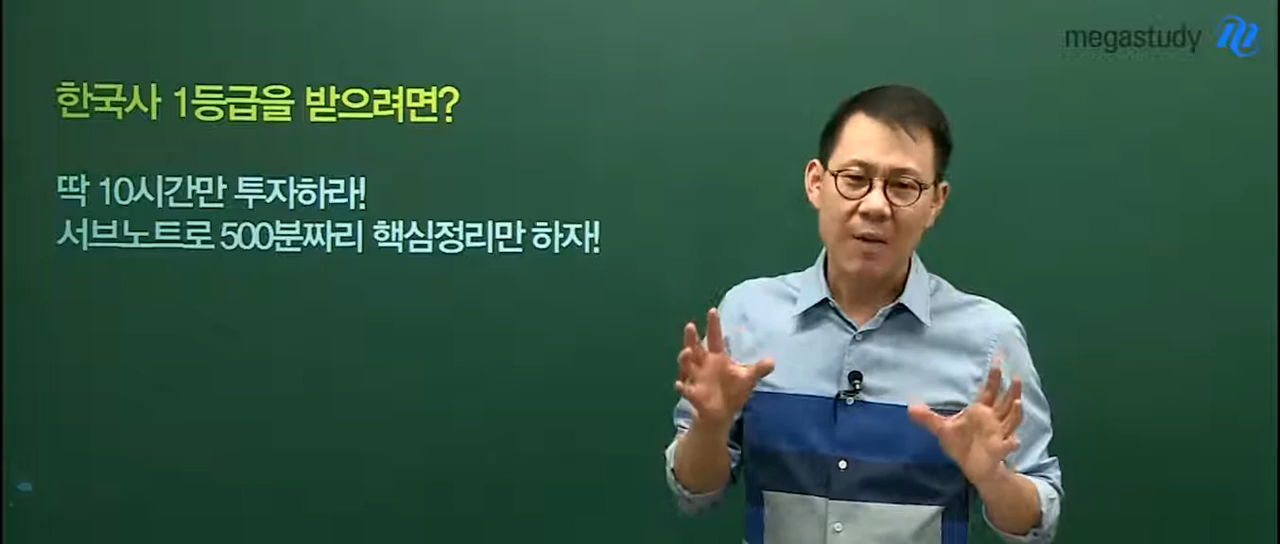 megastudy
한국사 1등급을 받으려면?
딱 10시간만 투자하라!
서브노트로 500분짜리 핵심정리만 하자!